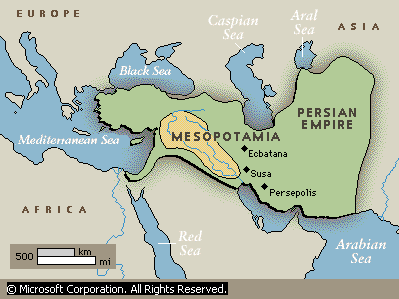 EUROPE
Caspian
Sea
Aral
Sea
ASIA
Black Sea
PERSIAN
EMPIRE
MESOPOTAMIA
Mediterranean Sea
Ecbatana
Susa
Persepolis
AFRICA
Red
Sea
Arabian
Sea
500
km
mi
© Microsoft Corporation. All Rights Reserved.